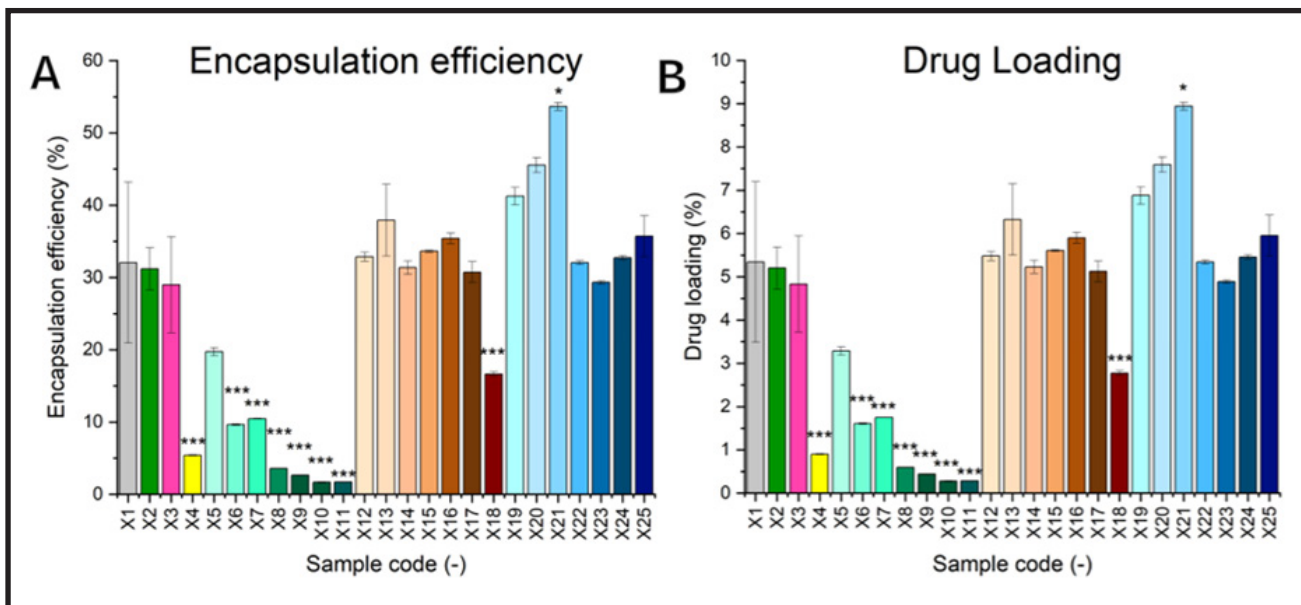 A
Encapsulation efficiency
60
50
40
30
20
10
0
Encapsulation efficiency (%)
*
***
***
***
***
***
***
***
***
X1
X2
X3
X4
X5
X6
X7
X8
X9
X10
X11
X12
X13
X14
X15
X16
X17
X18
X19
X20
X21
X22
X23
X24
X25
Sample code (-)
B
Drug Loading
10
9
8
7
6
5
4
3
2
1
0
Drug loading (%)
*
***
***
***
***
***
***
***
***
X1
X2
X3
X4
X5
X6
X7
X8
X9
X10
X11
X12
X13
X14
X15
X16
X17
X18
X19
X20
X21
X22
X23
X24
X25
Sample code (-)